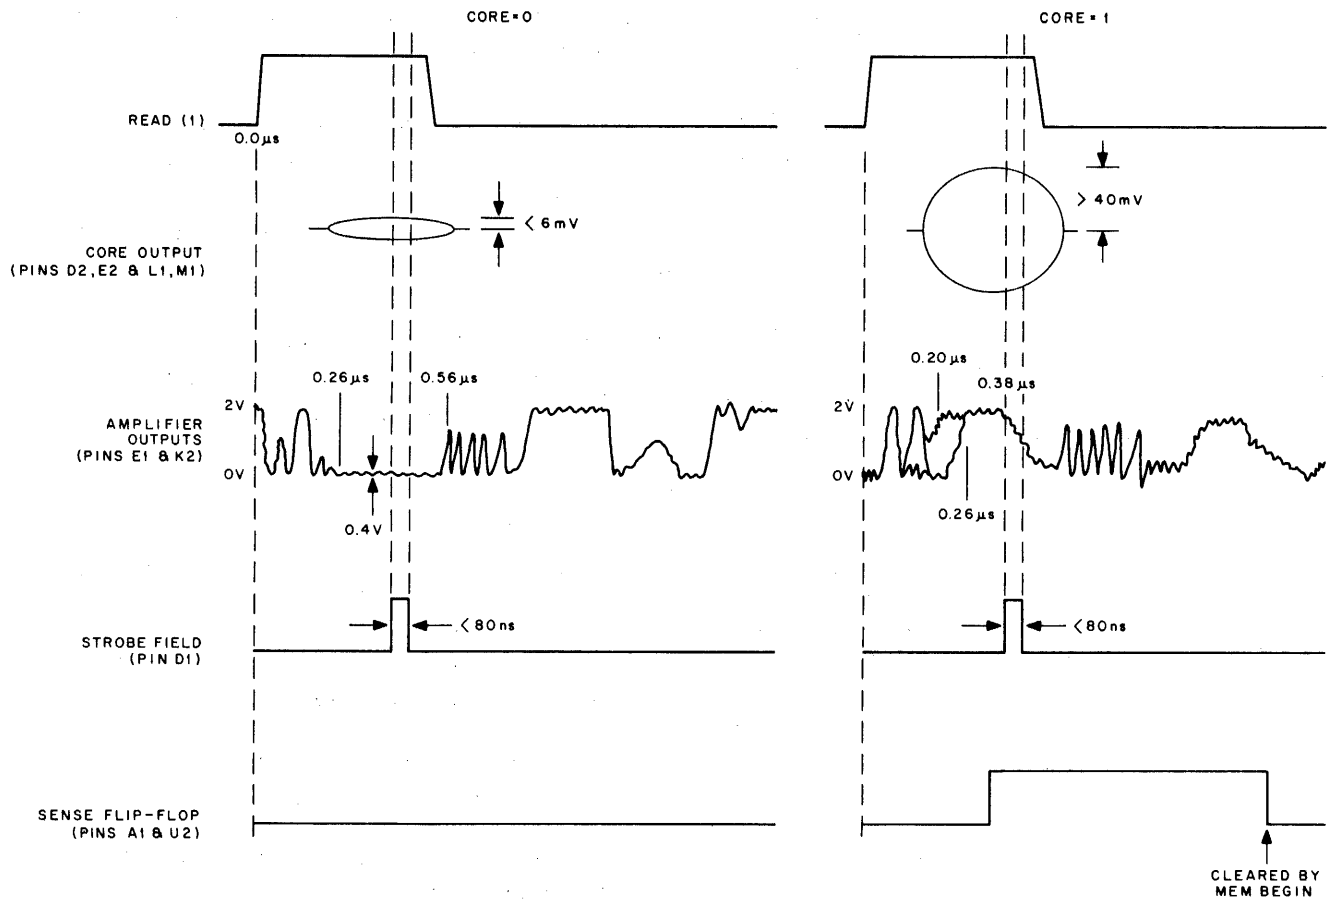 CORE=0
CORE=1
READ (1)
0.0µs
CORE OUTPUT
(PINS D2,E2 & L1,M1)
< 6mV
> 40mV
AMPLIFIER
OUTPUTS
(PINS E1 & K2)
2V
0V
0.26µs
0.56µs
0.4V
2V
0V
0.20µs
0.38µs
0.26µs
STROBE FIELD
(PIN D1)
<80ns
<80ns
SENSE FLIP-FLOP
(PINS A1 & U2)
CLEARED BY
MEM BEGIN